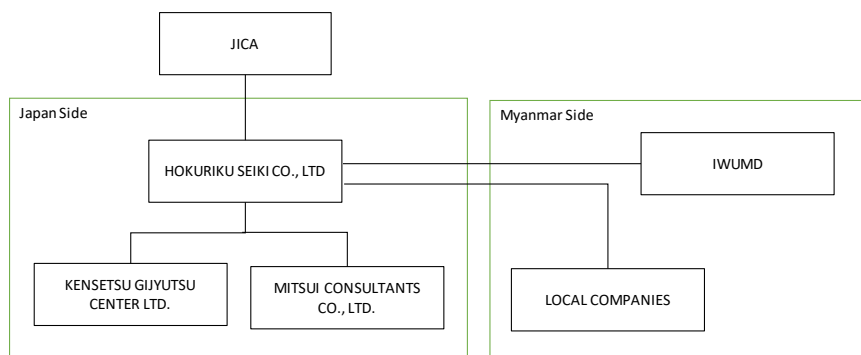 JICA
Japan Side
Myanmar Side
HOKURIKU SEIKI CO., LTD
IWUMD
KENSETSU GIJYUTSU
CENTER LTD.
MITSUI CONSULTANTS
CO., LTD.
LOCAL COMPANIES